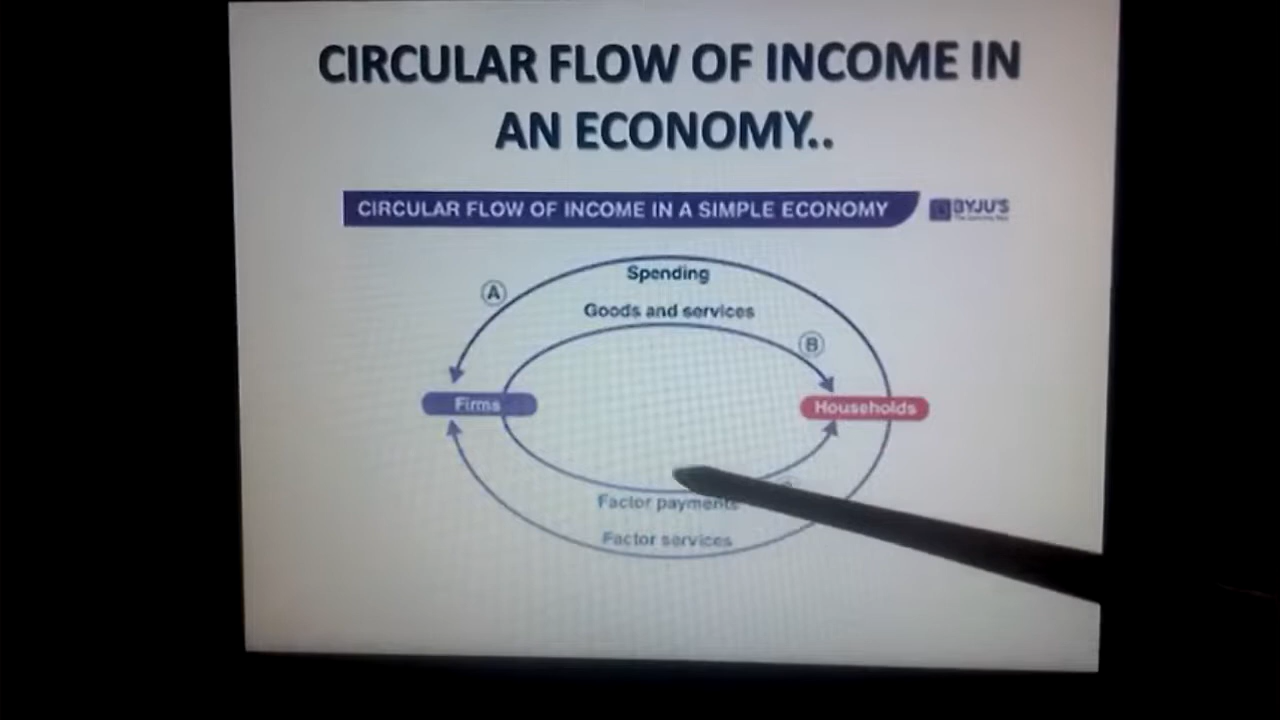 CIRCULAR FLOW OF INCOME IN
AN ECONOMY..
CIRCULAR FLOW OF INCOME IN A SIMPLE ECONOMY
BYJU'S
Spending
A
Goods and services
B
Firms
Households
Factor payments
Factor services